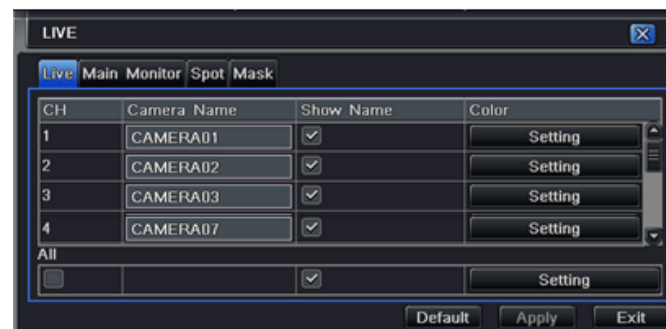 LIVE
Live Main Monitor Spot Mask
CH Camera Name Show Name Color
1 CAMERA01 Setting
2 CAMERA02 Setting
3 CAMERA03 Setting
4 CAMERA07 Setting
All
Setting
Default Apply Exit